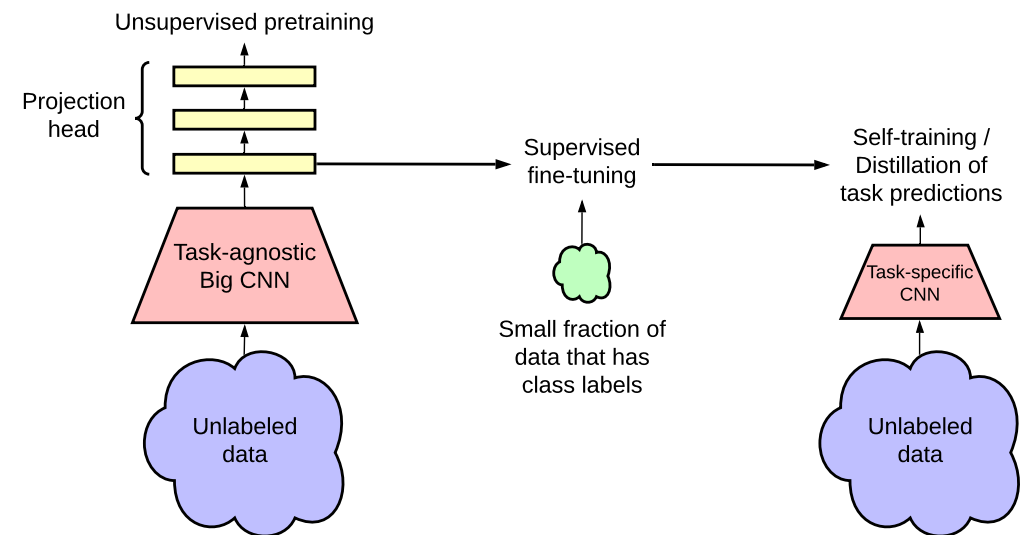 Unsupervised pretraining
Projection
head
Task-agnostic
Big CNN
Unlabeled
data
Supervised
fine-tuning
Small fraction of
data that has
class labels
Self-training /
Distillation of
task predictions
Task-specific
CNN
Unlabeled
data